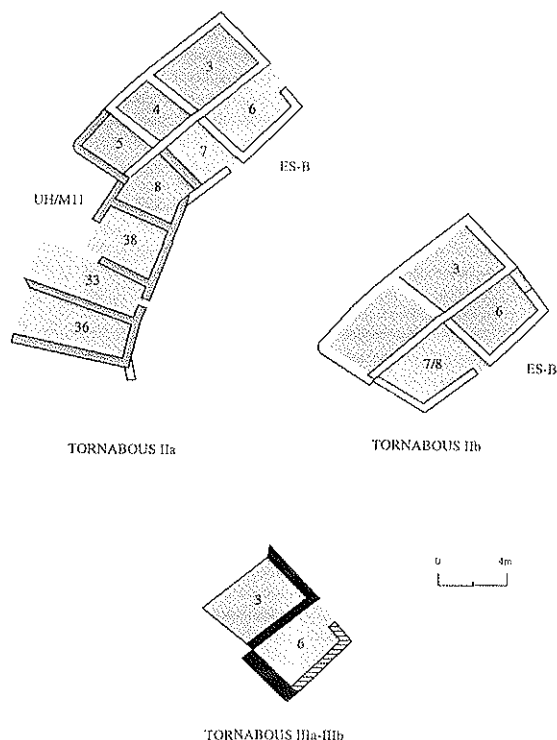 3
4
6
5
7
ES-B
8
UH/M11
38
33
36
TORNABOUS IIa
3
6
7/8
ES-B
TORNABOUS IIb
0 4m
3
6
TORNABOUS IIIa-IIIb